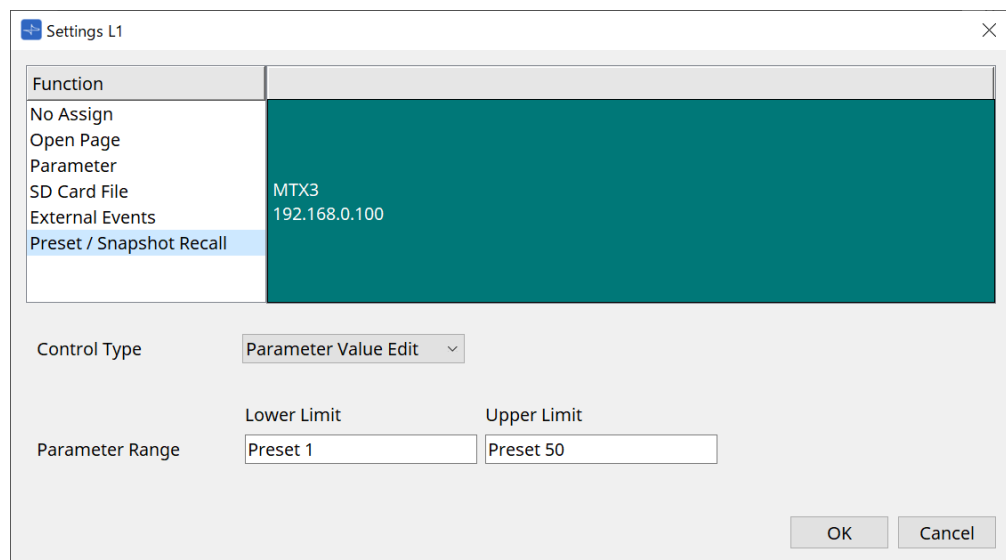 Settings L1
Function
No Assign
Open Page
Parameter
SD Card File
External Events
Preset / Snapshot Recall
MTX3
192.168.0.100
Control Type
Parameter Value Edit
Lower Limit
Upper Limit
Parameter Range
Preset 1
Preset 50
OK
Cancel